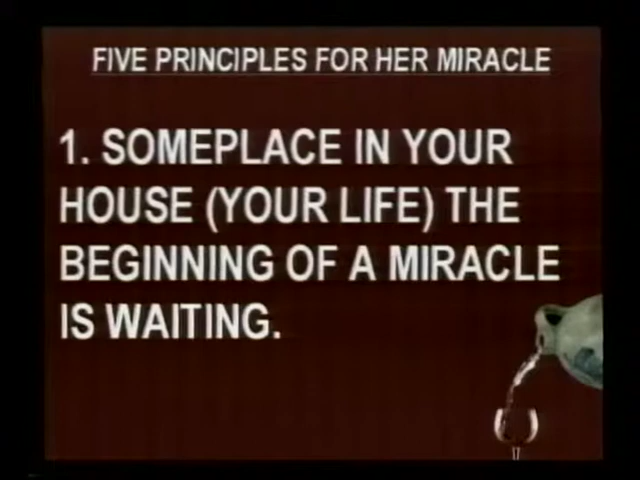 FIVE PRINCIPLES FOR HER MIRACLE
1. SOMEPLACE IN YOUR
HOUSE (YOUR LIFE) THE
BEGINNING OF A MIRACLE
IS WAITING.